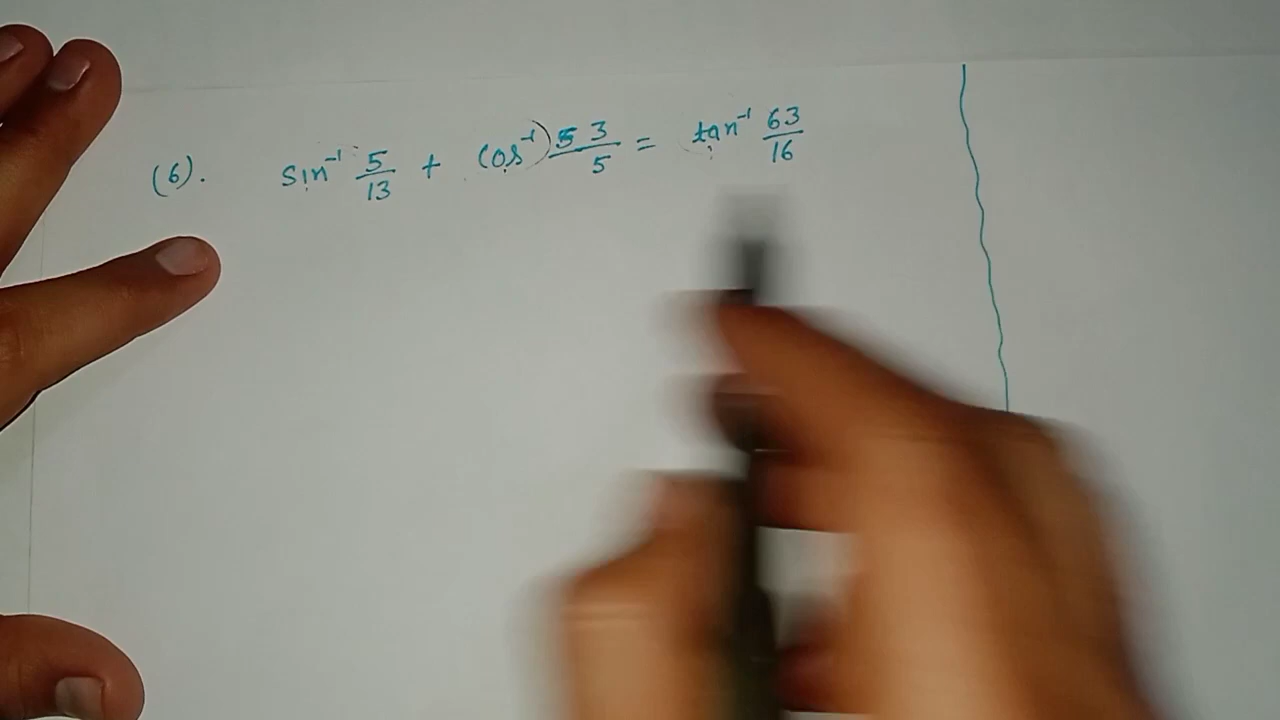 (6). sin⁻¹ 5/13 + cos⁻¹ 3/5 = tan⁻¹ 63/16